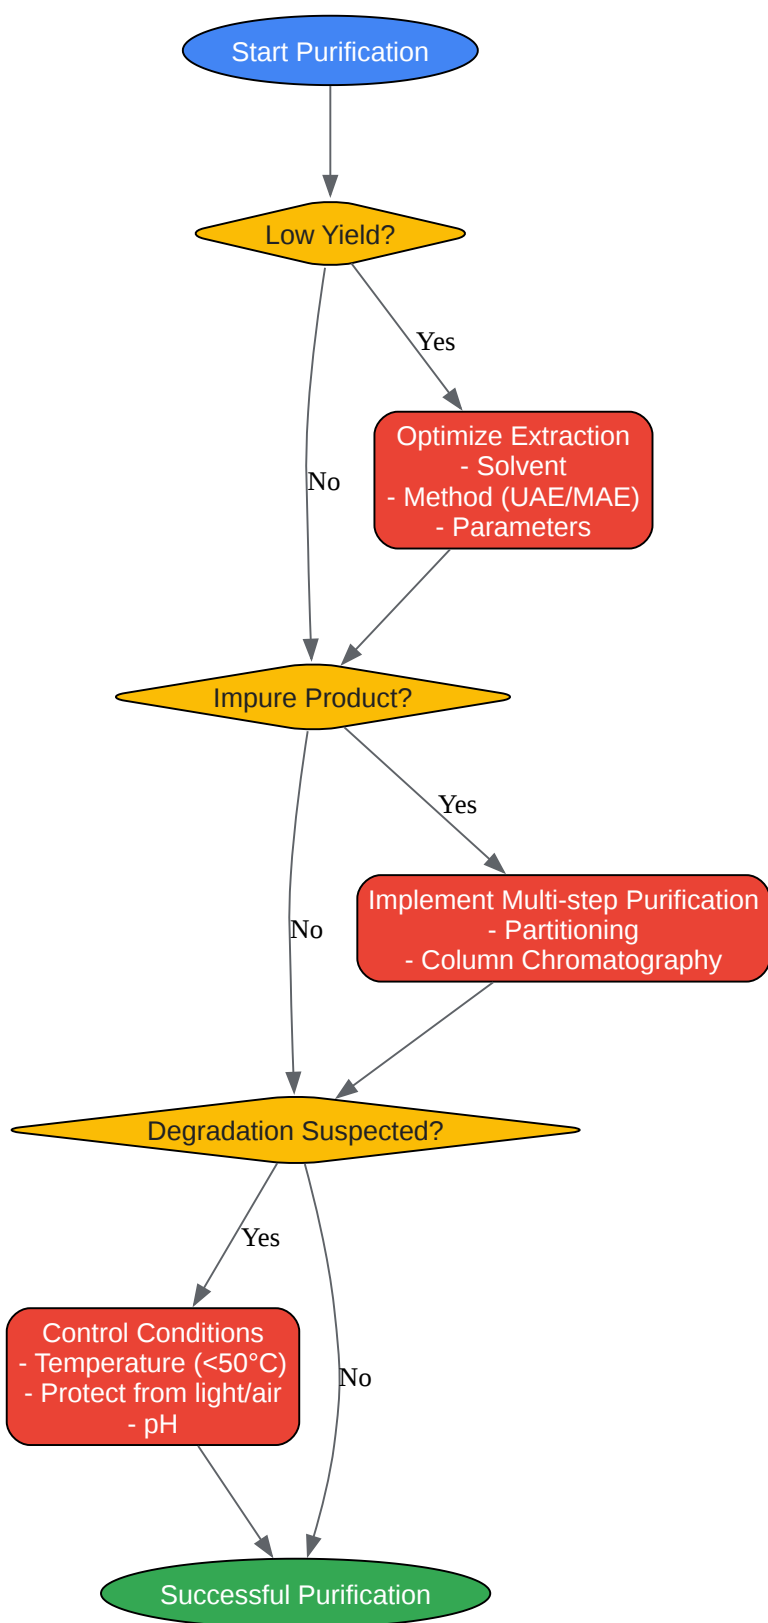 Start Purification
Low Yield?
Yes
Optimize Extraction
- Solvent
- Method (UAE/MAE)
- Parameters
No
Impure Product?
Yes
Implement Multi-step Purification
- Partitioning
- Column Chromatography
No
Degradation Suspected?
Yes
Control Conditions
- Temperature (<50°C)
- Protect from light/air
- pH
No
Successful Purification